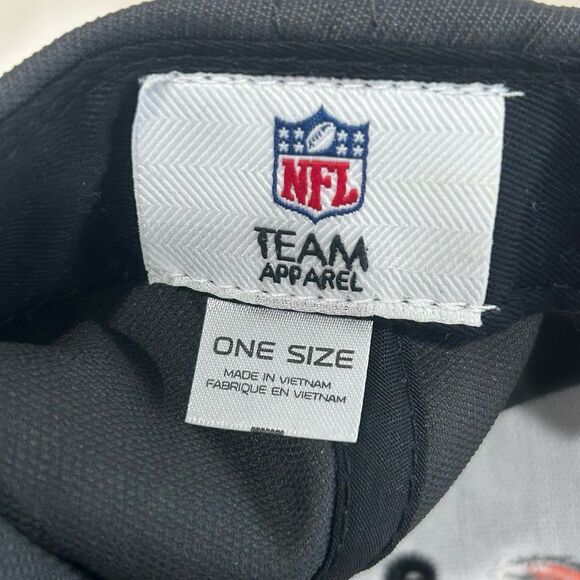 NFL
TEAM
APPAREL
ONE SIZE
MADE IN VIETNAM
FABRIQUE EN VIETNAM